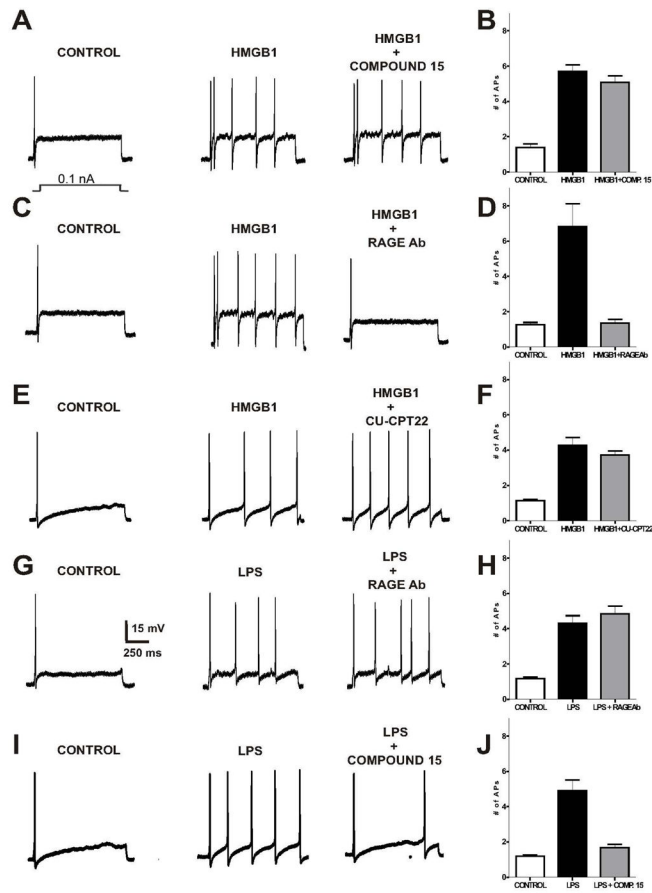 A
CONTROL
HMGB1
HMGB1
+
COMPOUND 15
0.1 nA
B
# of APs
8
6
4
2
0
CONTROL
HMGB1
HMGB1+COMP. 15
C
CONTROL
HMGB1
HMGB1
+
RAGE Ab
D
# of APs
8
6
4
2
0
CONTROL
HMGB1
HMGB1+RAGEAb
E
CONTROL
HMGB1
HMGB1
+
CU-CPT22
F
# of APs
8
6
4
2
0
CONTROL
HMGB1
HMGB1+CU-CPT22
G
CONTROL
15 mV
250 ms
LPS
LPS
+
RAGE Ab
H
# of APs
8
6
4
2
0
CONTROL
LPS
LPS + RAGEAb
I
CONTROL
LPS
LPS
+
COMPOUND 15
J
# of APs
8
6
4
2
0
CONTROL
LPS
LPS + COMP. 15